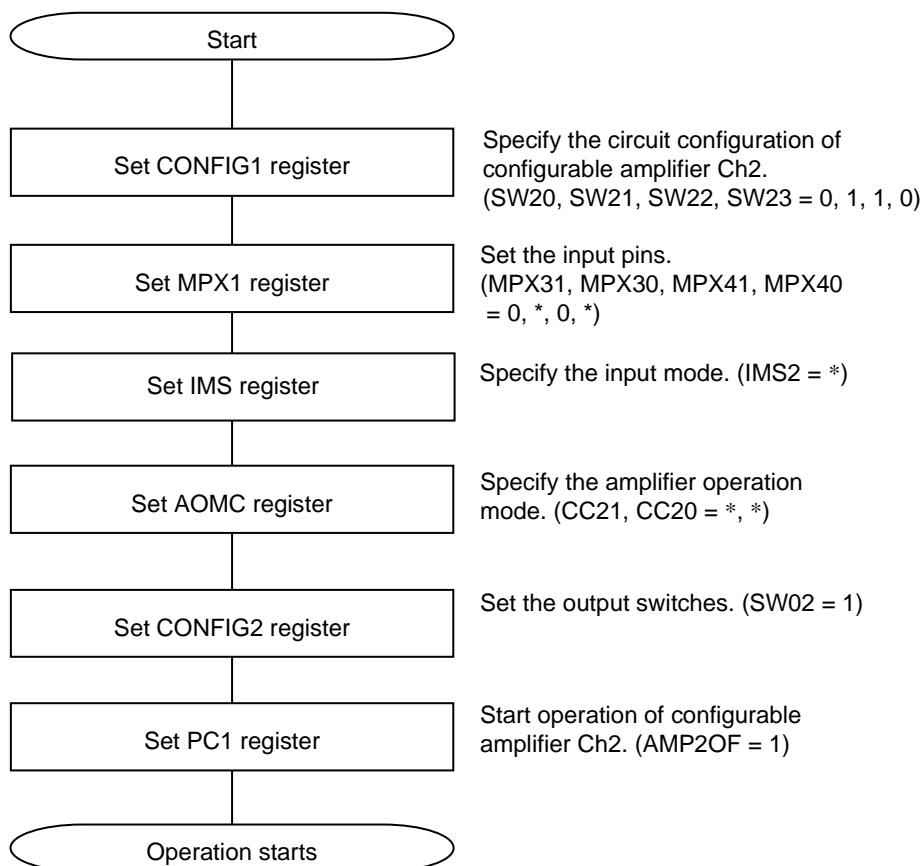 Start
Set CONFIG1 register
Specify the circuit configuration of
configurable amplifier Ch2.
(SW20, SW21, SW22, SW23 = 0, 1, 1, 0)
Set MPX1 register
Set the input pins.
(MPX31, MPX30, MPX41, MPX40
= 0, *, 0, *)
Set IMS register
Specify the input mode. (IMS2 = *)
Set AOMC register
Specify the amplifier operation
mode. (CC21, CC20 = *, *)
Set CONFIG2 register
Set the output switches. (SW02 = 1)
Set PC1 register
Start operation of configurable
amplifier Ch2. (AMP2OF = 1)
Operation starts